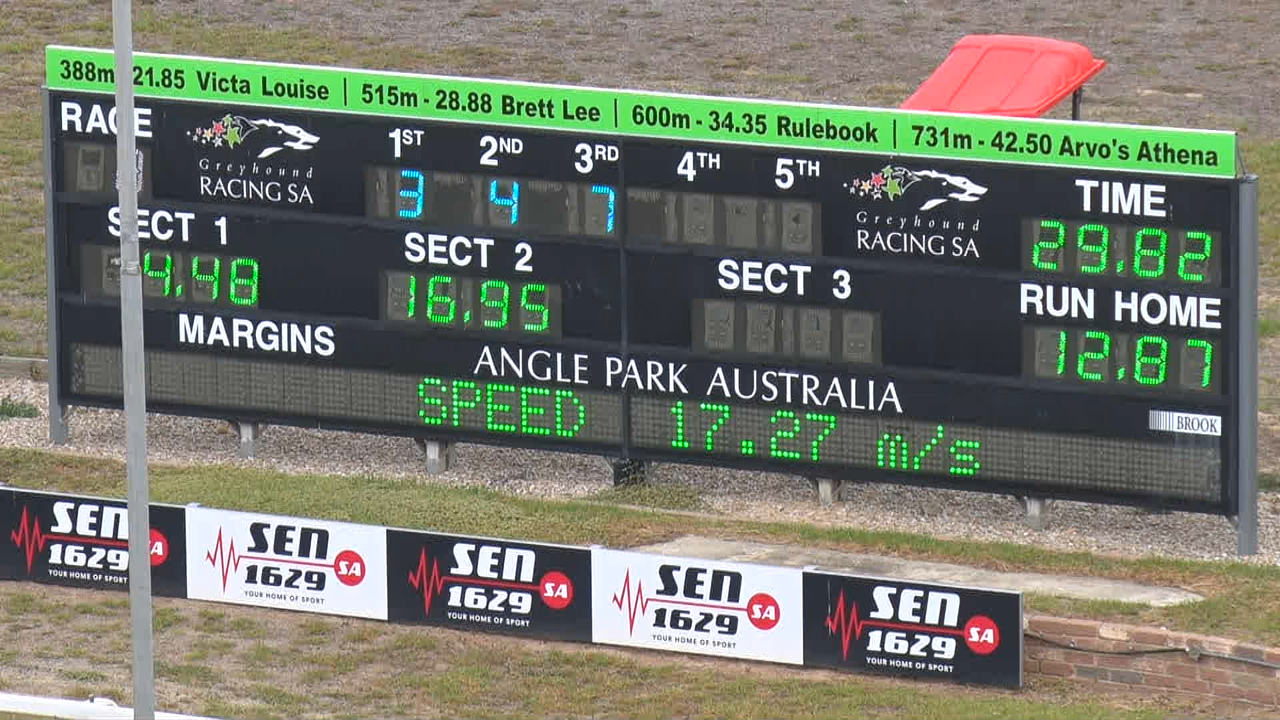 388m 21.85 Victa Louise | 515m - 28.88 Brett Lee | 600m - 34.35 Rulebook | 731m - 42.50 Arvo's Athena
RACE
Greyhound
RACING SA
1ST 2ND 3RD 4TH 5TH
3 4 7
Greyhound
RACING SA
TIME
29.82
SECT 1
4.48
SECT 2
16.95
SECT 3
RUN HOME
12.87
MARGINS
ANGLE PARK AUSTRALIA
SPEED 17.27 m/s
BROOK
SEN
1629
SA
YOUR HOME OF SPORT
SEN
1629
SA
YOUR HOME OF SPORT
SEN
1629
SA
YOUR HOME OF SPORT
SEN
1629
SA
YOUR HOME OF SPORT
SEN
1629
SA
YOUR HOME OF SPORT